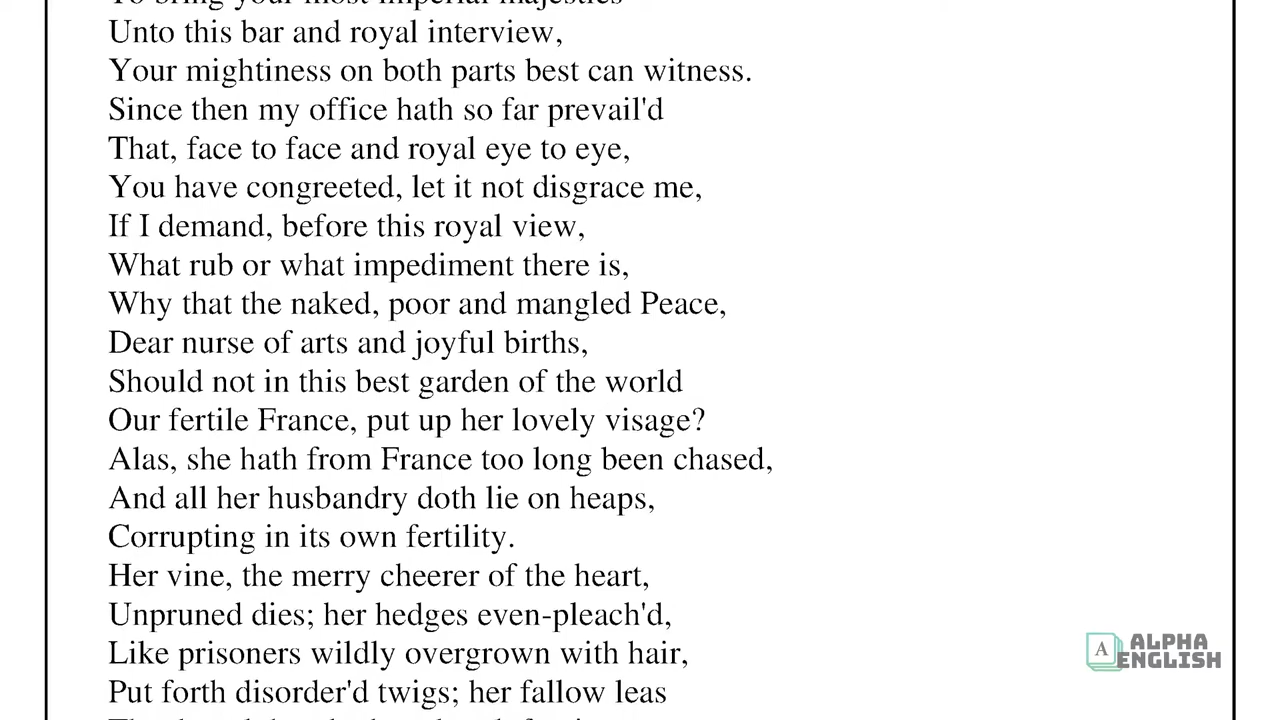 To bring your most imperial majesties
Unto this bar and royal interview,
Your mightiness on both parts best can witness.
Since then my office hath so far prevail'd
That, face to face and royal eye to eye,
You have congreeted, let it not disgrace me,
If I demand, before this royal view,
What rub or what impediment there is,
Why that the naked, poor and mangled Peace,
Dear nurse of arts and joyful births,
Should not in this best garden of the world
Our fertile France, put up her lovely visage?
Alas, she hath from France too long been chased,
And all her husbandry doth lie on heaps,
Corrupting in its own fertility.
Her vine, the merry cheerer of the heart,
Unpruned dies; her hedges even-pleach'd,
Like prisoners wildly overgrown with hair,
Put forth disorder'd twigs; her fallow leas
A ALPHA
ENGLISH